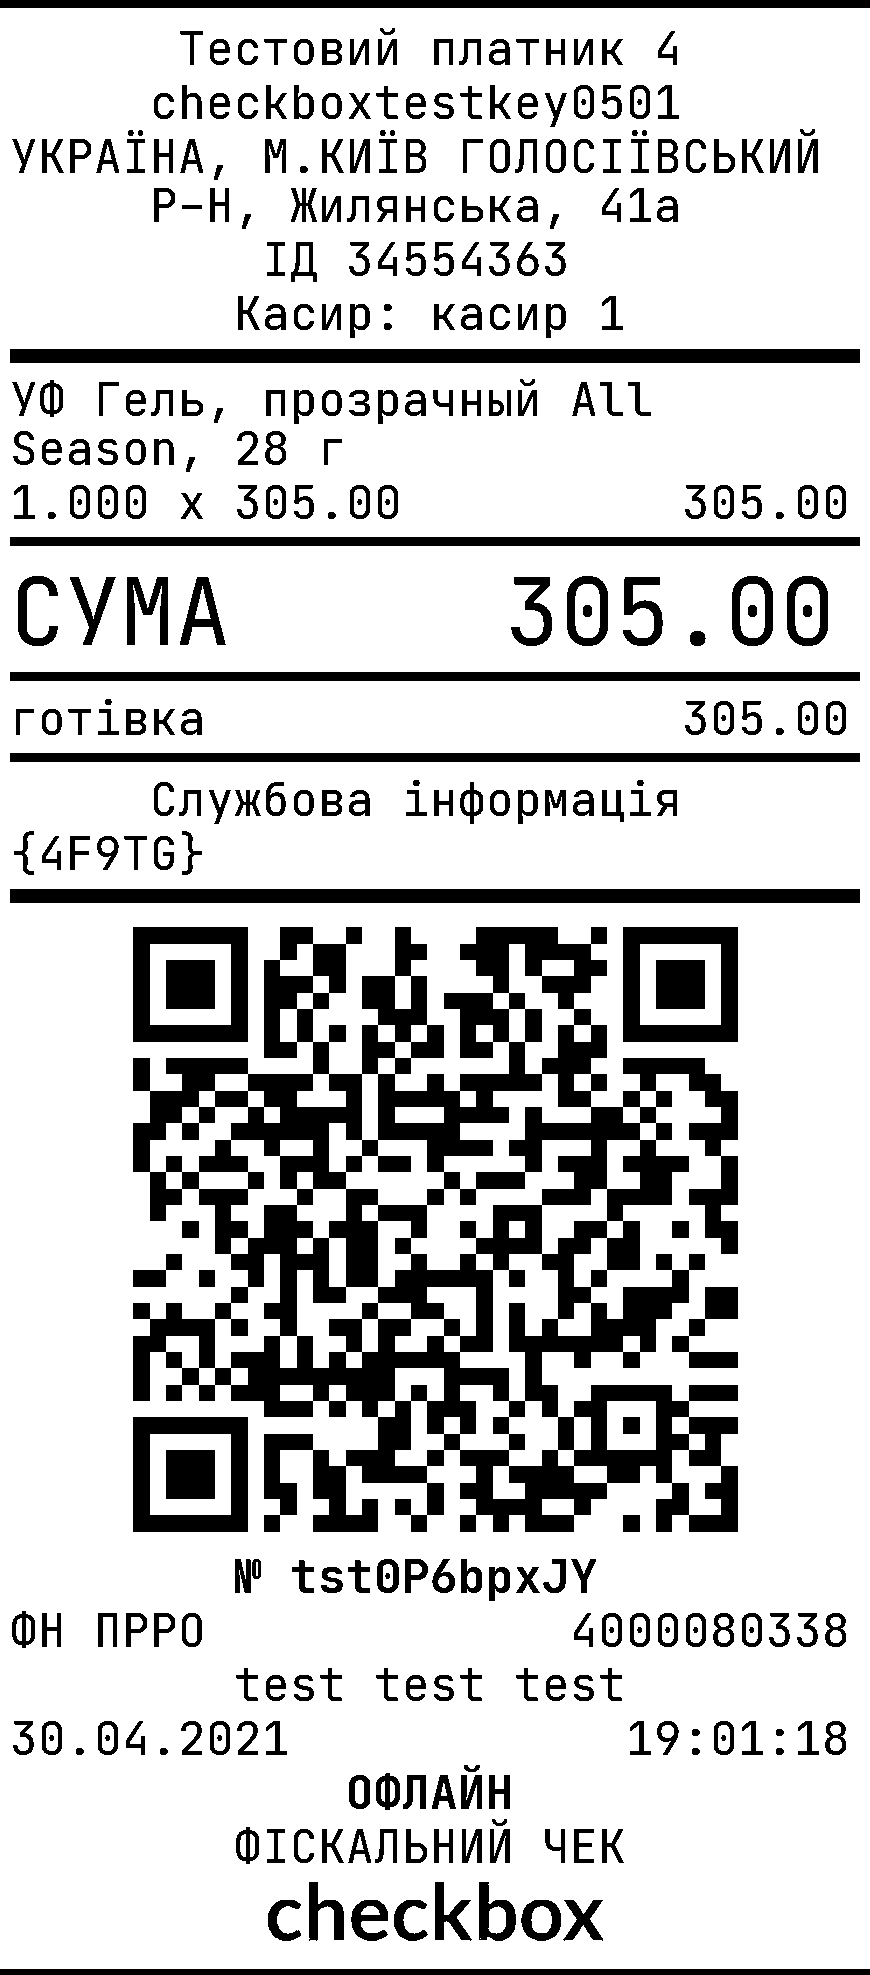 Тестовий платник 4
checkboxtestkey0501
УКРАЇНА, М.КИЇВ ГОЛОСІЇВСЬКИЙ
Р-Н, Жилянська, 41а
ІД 34554363
Касир: касир 1
УФ Гель, прозрачный All
Season, 28 г
1.000 x 305.00 305.00
СУМА 305.00
готівка 305.00
Службова інформація
{4F9TG}
№ tst0P6bpxJY
ФН ПРРО 4000080338
test test test
30.04.2021 19:01:18
ОФЛАЙН
ФІСКАЛЬНИЙ ЧЕК
checkbox